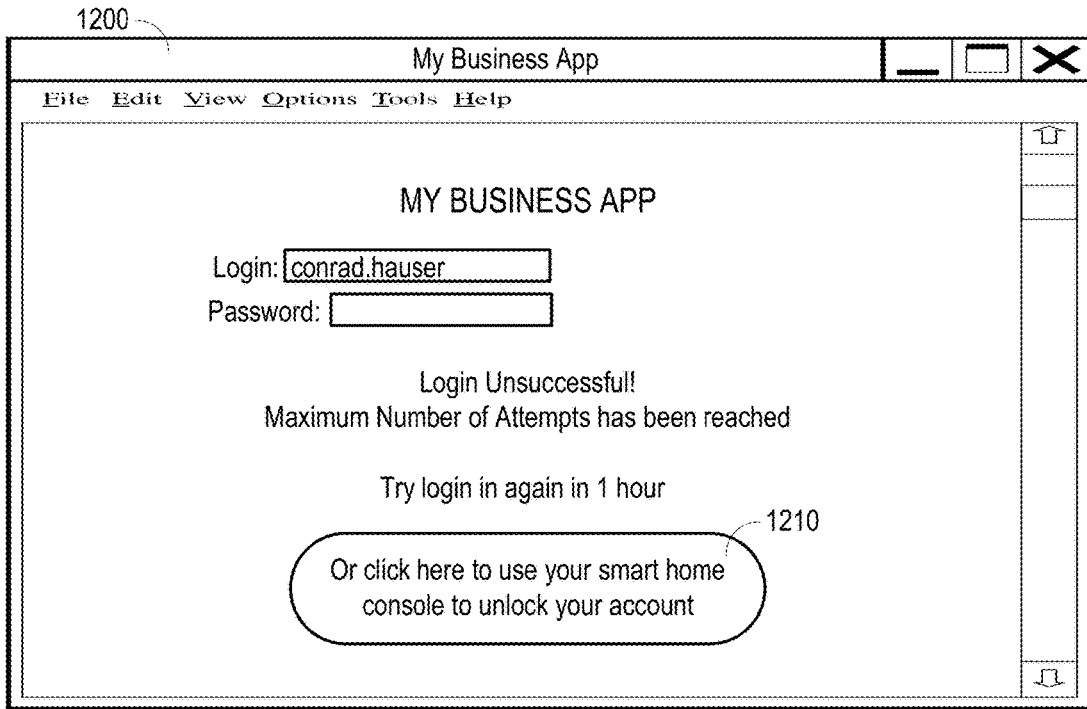 1200
My Business App
File Edit View Options Tools Help
MY BUSINESS APP
Login: conrad.hauser
Password:
Login Unsuccessful!
Maximum Number of Attempts has been reached
Try login in again in 1 hour
1210
Or click here to use your smart home
console to unlock your account